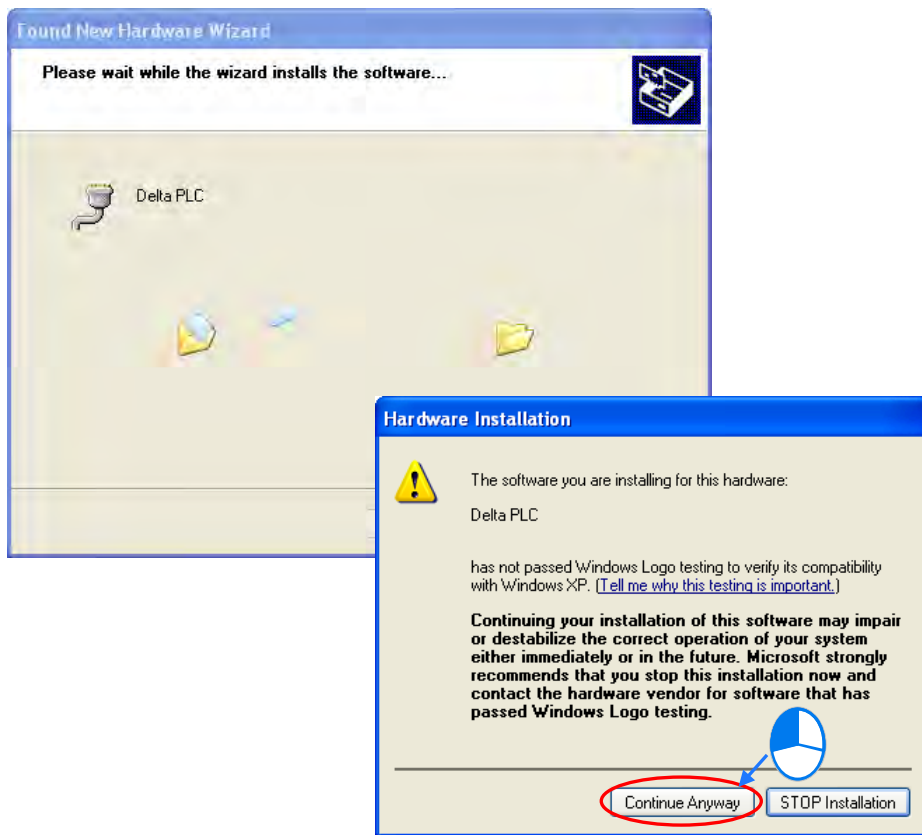 Found New Hardware Wizard
Please wait while the wizard installs the software...
Delta PLC
Hardware Installation
The software you are installing for this hardware:
Delta PLC
has not passed Windows Logo testing to verify its compatibility
with Windows XP. (Tell me why this testing is important.)
Continuing your installation of this software may impair
or destabilize the correct operation of your system
either immediately or in the future. Microsoft strongly
recommends that you stop this installation now and
contact the hardware vendor for software that has
passed Windows Logo testing.
Continue Anyway
STOP Installation